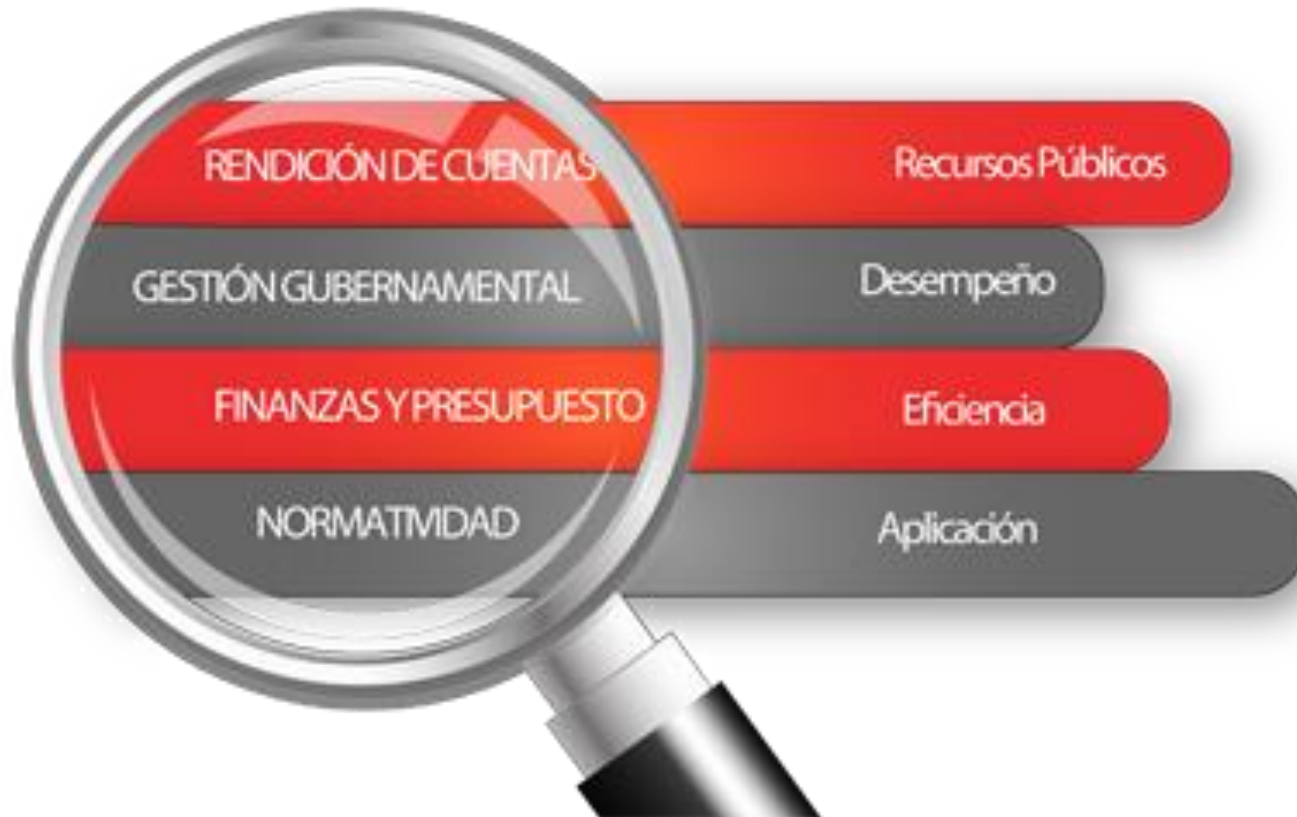 RENDICIÓN DE CUENTAS Recursos Públicos
GESTIÓN GUBERNAMENTAL Desempeño
FINANZAS Y PRESUPUESTO Eficiencia
NORMATIVIDAD Aplicación